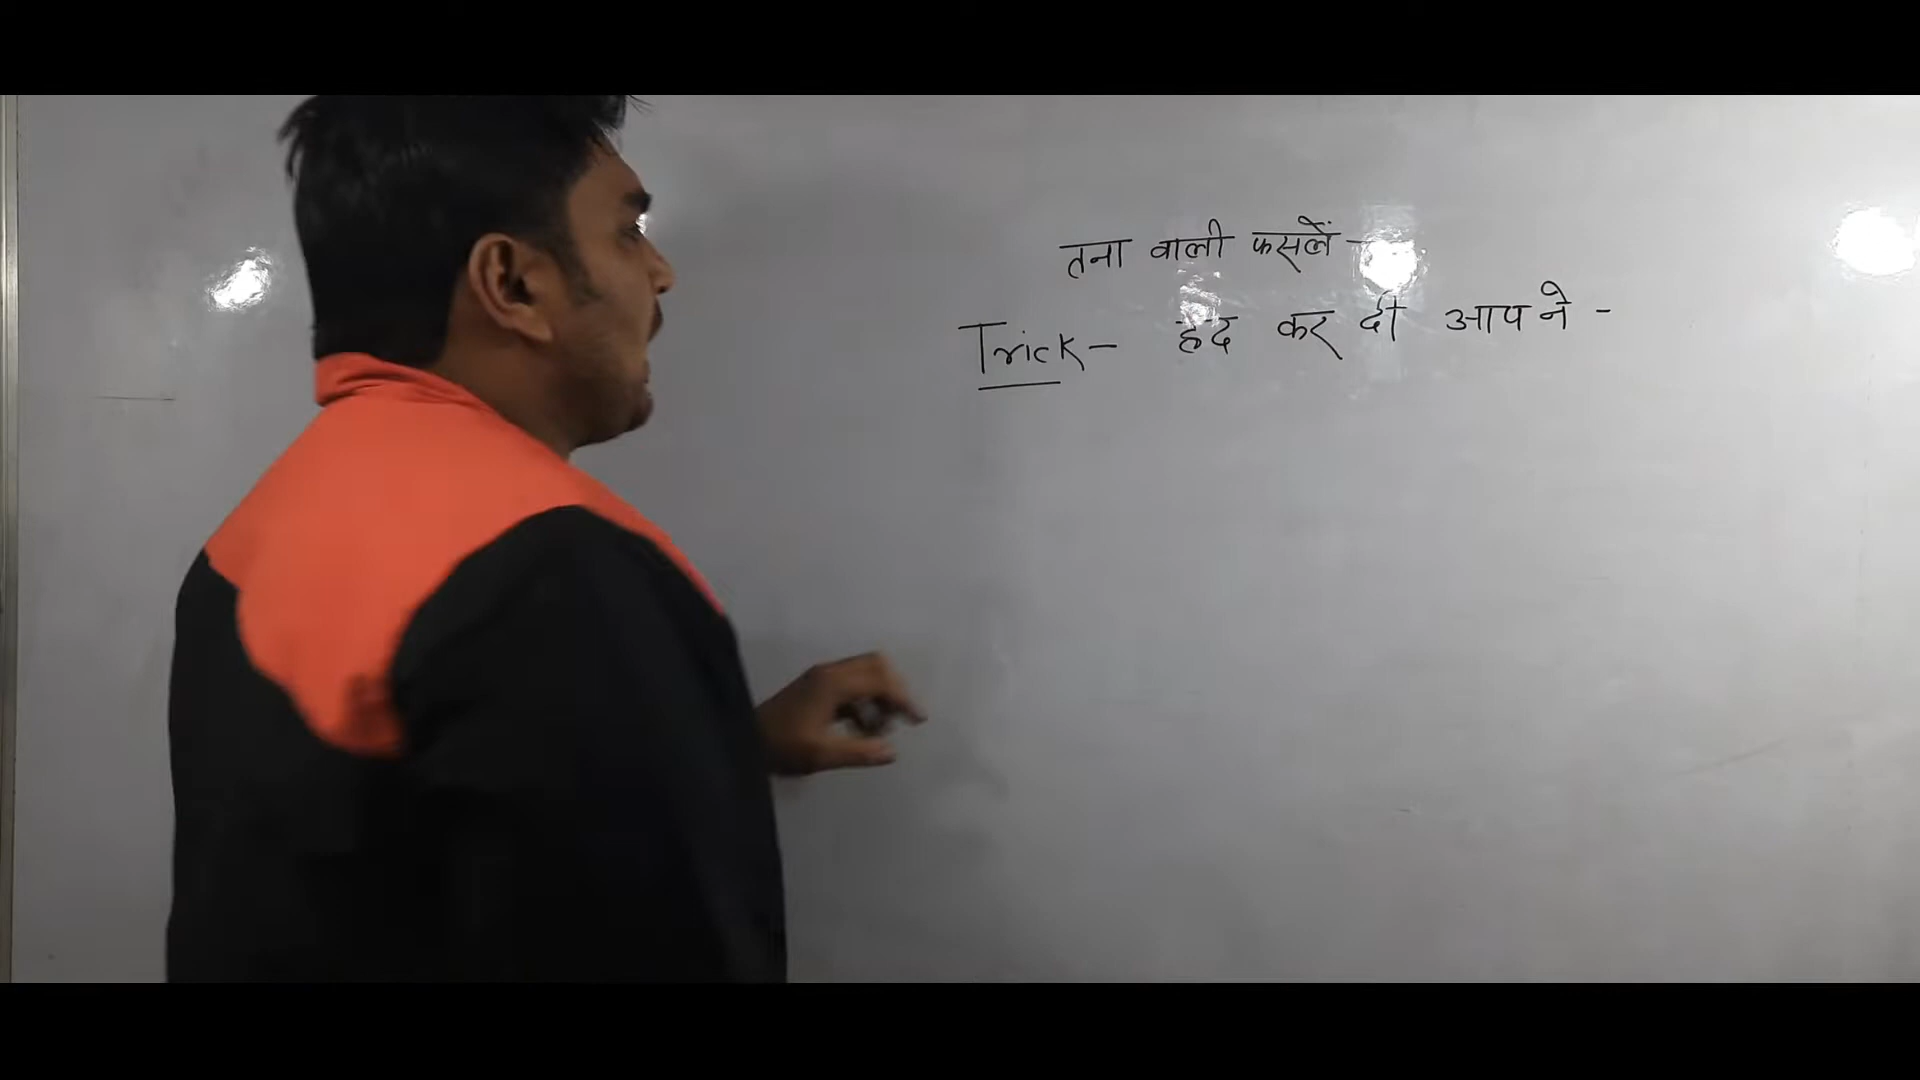 तना वाली फसलें -
Trick - हद कर दी आपने -